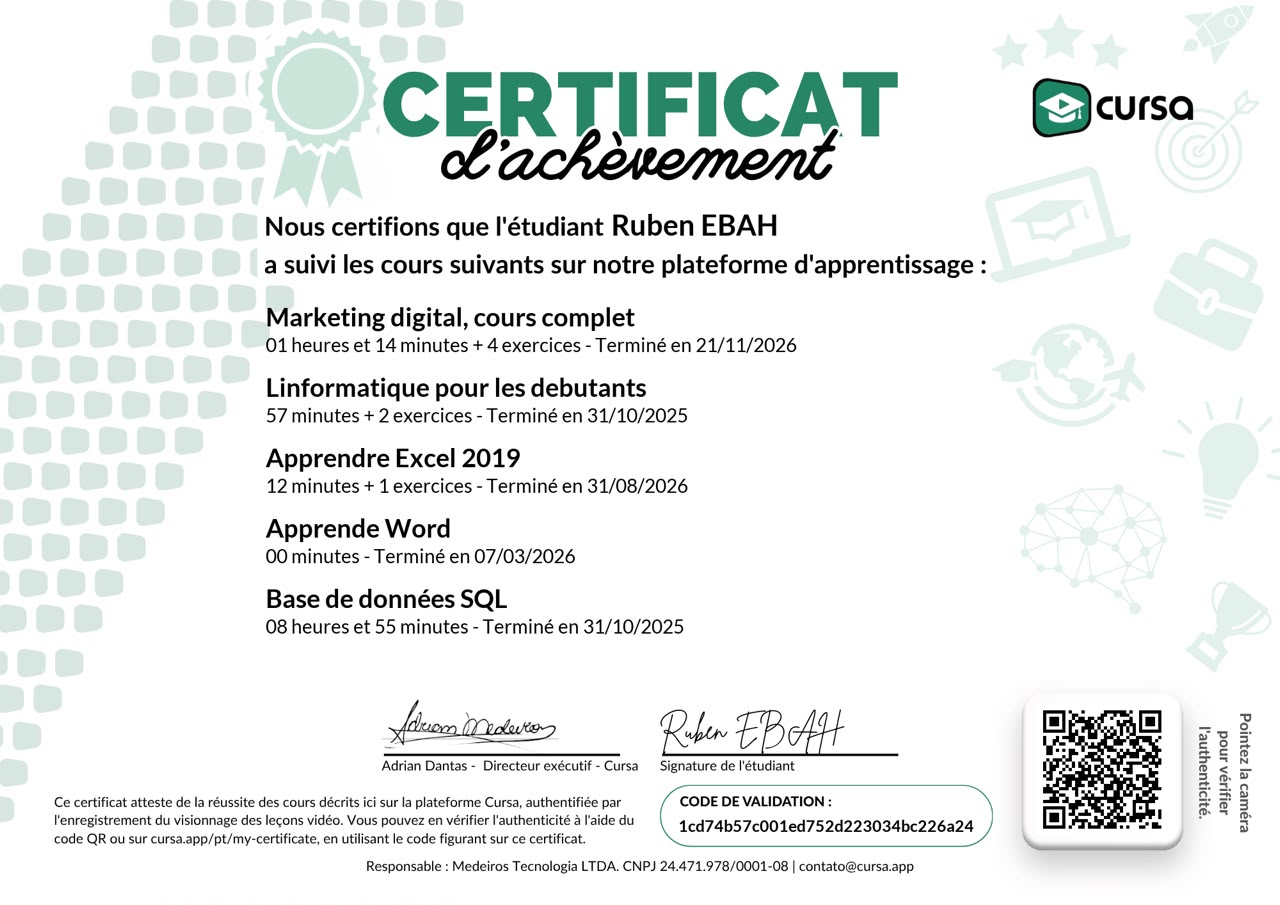 CERTIFICAT
d'achèvement
cursa
Nous certifions que l'étudiant Ruben EBAH
a suivi les cours suivants sur notre plateforme d'apprentissage :
Marketing digital, cours complet
01 heures et 14 minutes + 4 exercices - Terminé en 21/11/2026
Linformatique pour les debutants
57 minutes + 2 exercices - Terminé en 31/10/2025
Apprendre Excel 2019
12 minutes + 1 exercices - Terminé en 31/08/2026
Apprende Word
00 minutes - Terminé en 07/03/2026
Base de données SQL
08 heures et 55 minutes - Terminé en 31/10/2025
Adrian Medeiros
Adrian Dantas - Directeur exécutif - Cursa
Ruben EBAH
Signature de l'étudiant
Ce certificat atteste de la réussite des cours décrits ici sur la plateforme Cursa, authentifiée par
l'enregistrement du visionnage des leçons vidéo. Vous pouvez en vérifier l'authenticité à l'aide du
code QR ou sur cursa.app/pt/my-certificate, en utilisant le code figurant sur ce certificat.
CODE DE VALIDATION :
1cd74b57c001ed752d223034bc226a24
Pointez la caméra
pour vérifier
l'authenticité.
Responsable : Medeiros Tecnologia LTDA. CNPJ 24.471.978/0001-08 | contato@cursa.app